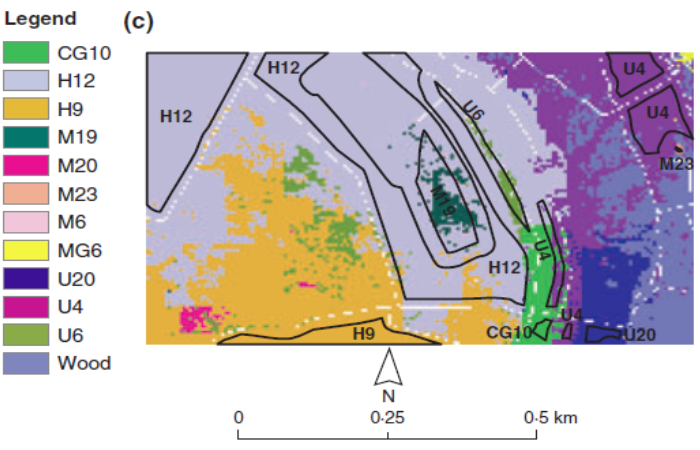 Legend
CG10
H12
H9
M19
M20
M23
M6
MG6
U20
U4
U6
Wood
(c)
H12
H12
U6
M19
H12
U4
U4
U4
M23
CG10
U4
U20
H9
N
0
0·25
0·5 km